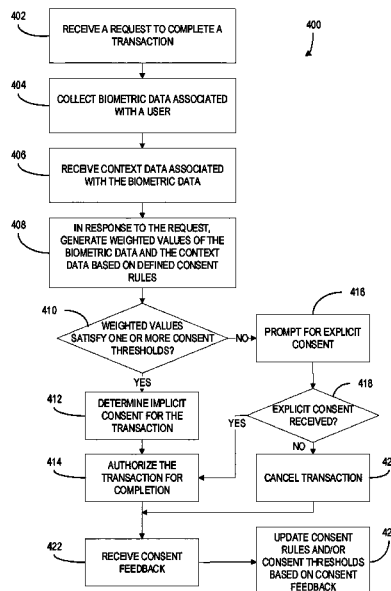 402
RECEIVE A REQUEST TO COMPLETE A
TRANSACTION
400
404
COLLECT BIOMETRIC DATA ASSOCIATED
WITH A USER
406
RECEIVE CONTEXT DATA ASSOCIATED
WITH THE BIOMETRIC DATA
408
IN RESPONSE TO THE REQUEST,
GENERATE WEIGHTED VALUES OF THE
BIOMETRIC DATA AND THE CONTEXT
DATA BASED ON DEFINED CONSENT
RULES
410
WEIGHTED VALUES
SATISFY ONE OR MORE CONSENT
THRESHOLDS?
NO
416
PROMPT FOR EXPLICIT
CONSENT
YES
412
DETERMINE IMPLICIT
CONSENT FOR THE
TRANSACTION
418
EXPLICIT CONSENT
RECEIVED?
YES
NO
414
AUTHORIZE THE
TRANSACTION FOR
COMPLETION
CANCEL TRANSACTION
42
422
RECEIVE CONSENT
FEEDBACK
42
UPDATE CONSENT
RULES AND/OR
CONSENT THRESHOLDS
BASED ON CONSENT
FEEDBACK